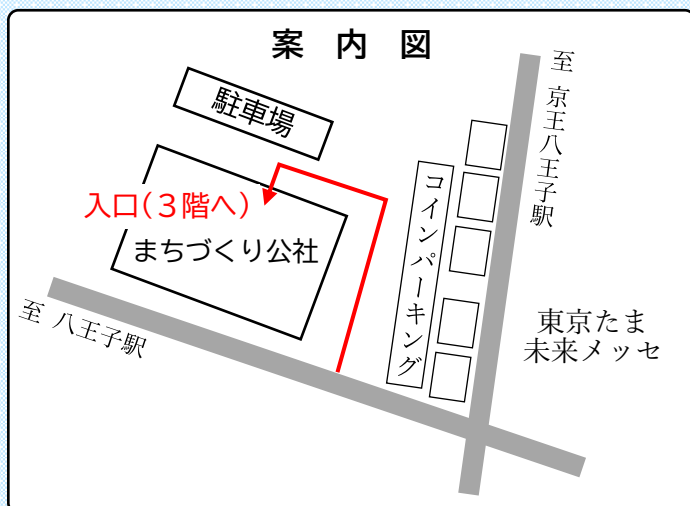 案 内 図
至 京王八王子駅
駐車場
入口(３階へ)
まちづくり公社
コインパーキング
至 八王子駅
東京たま
未来メッセ